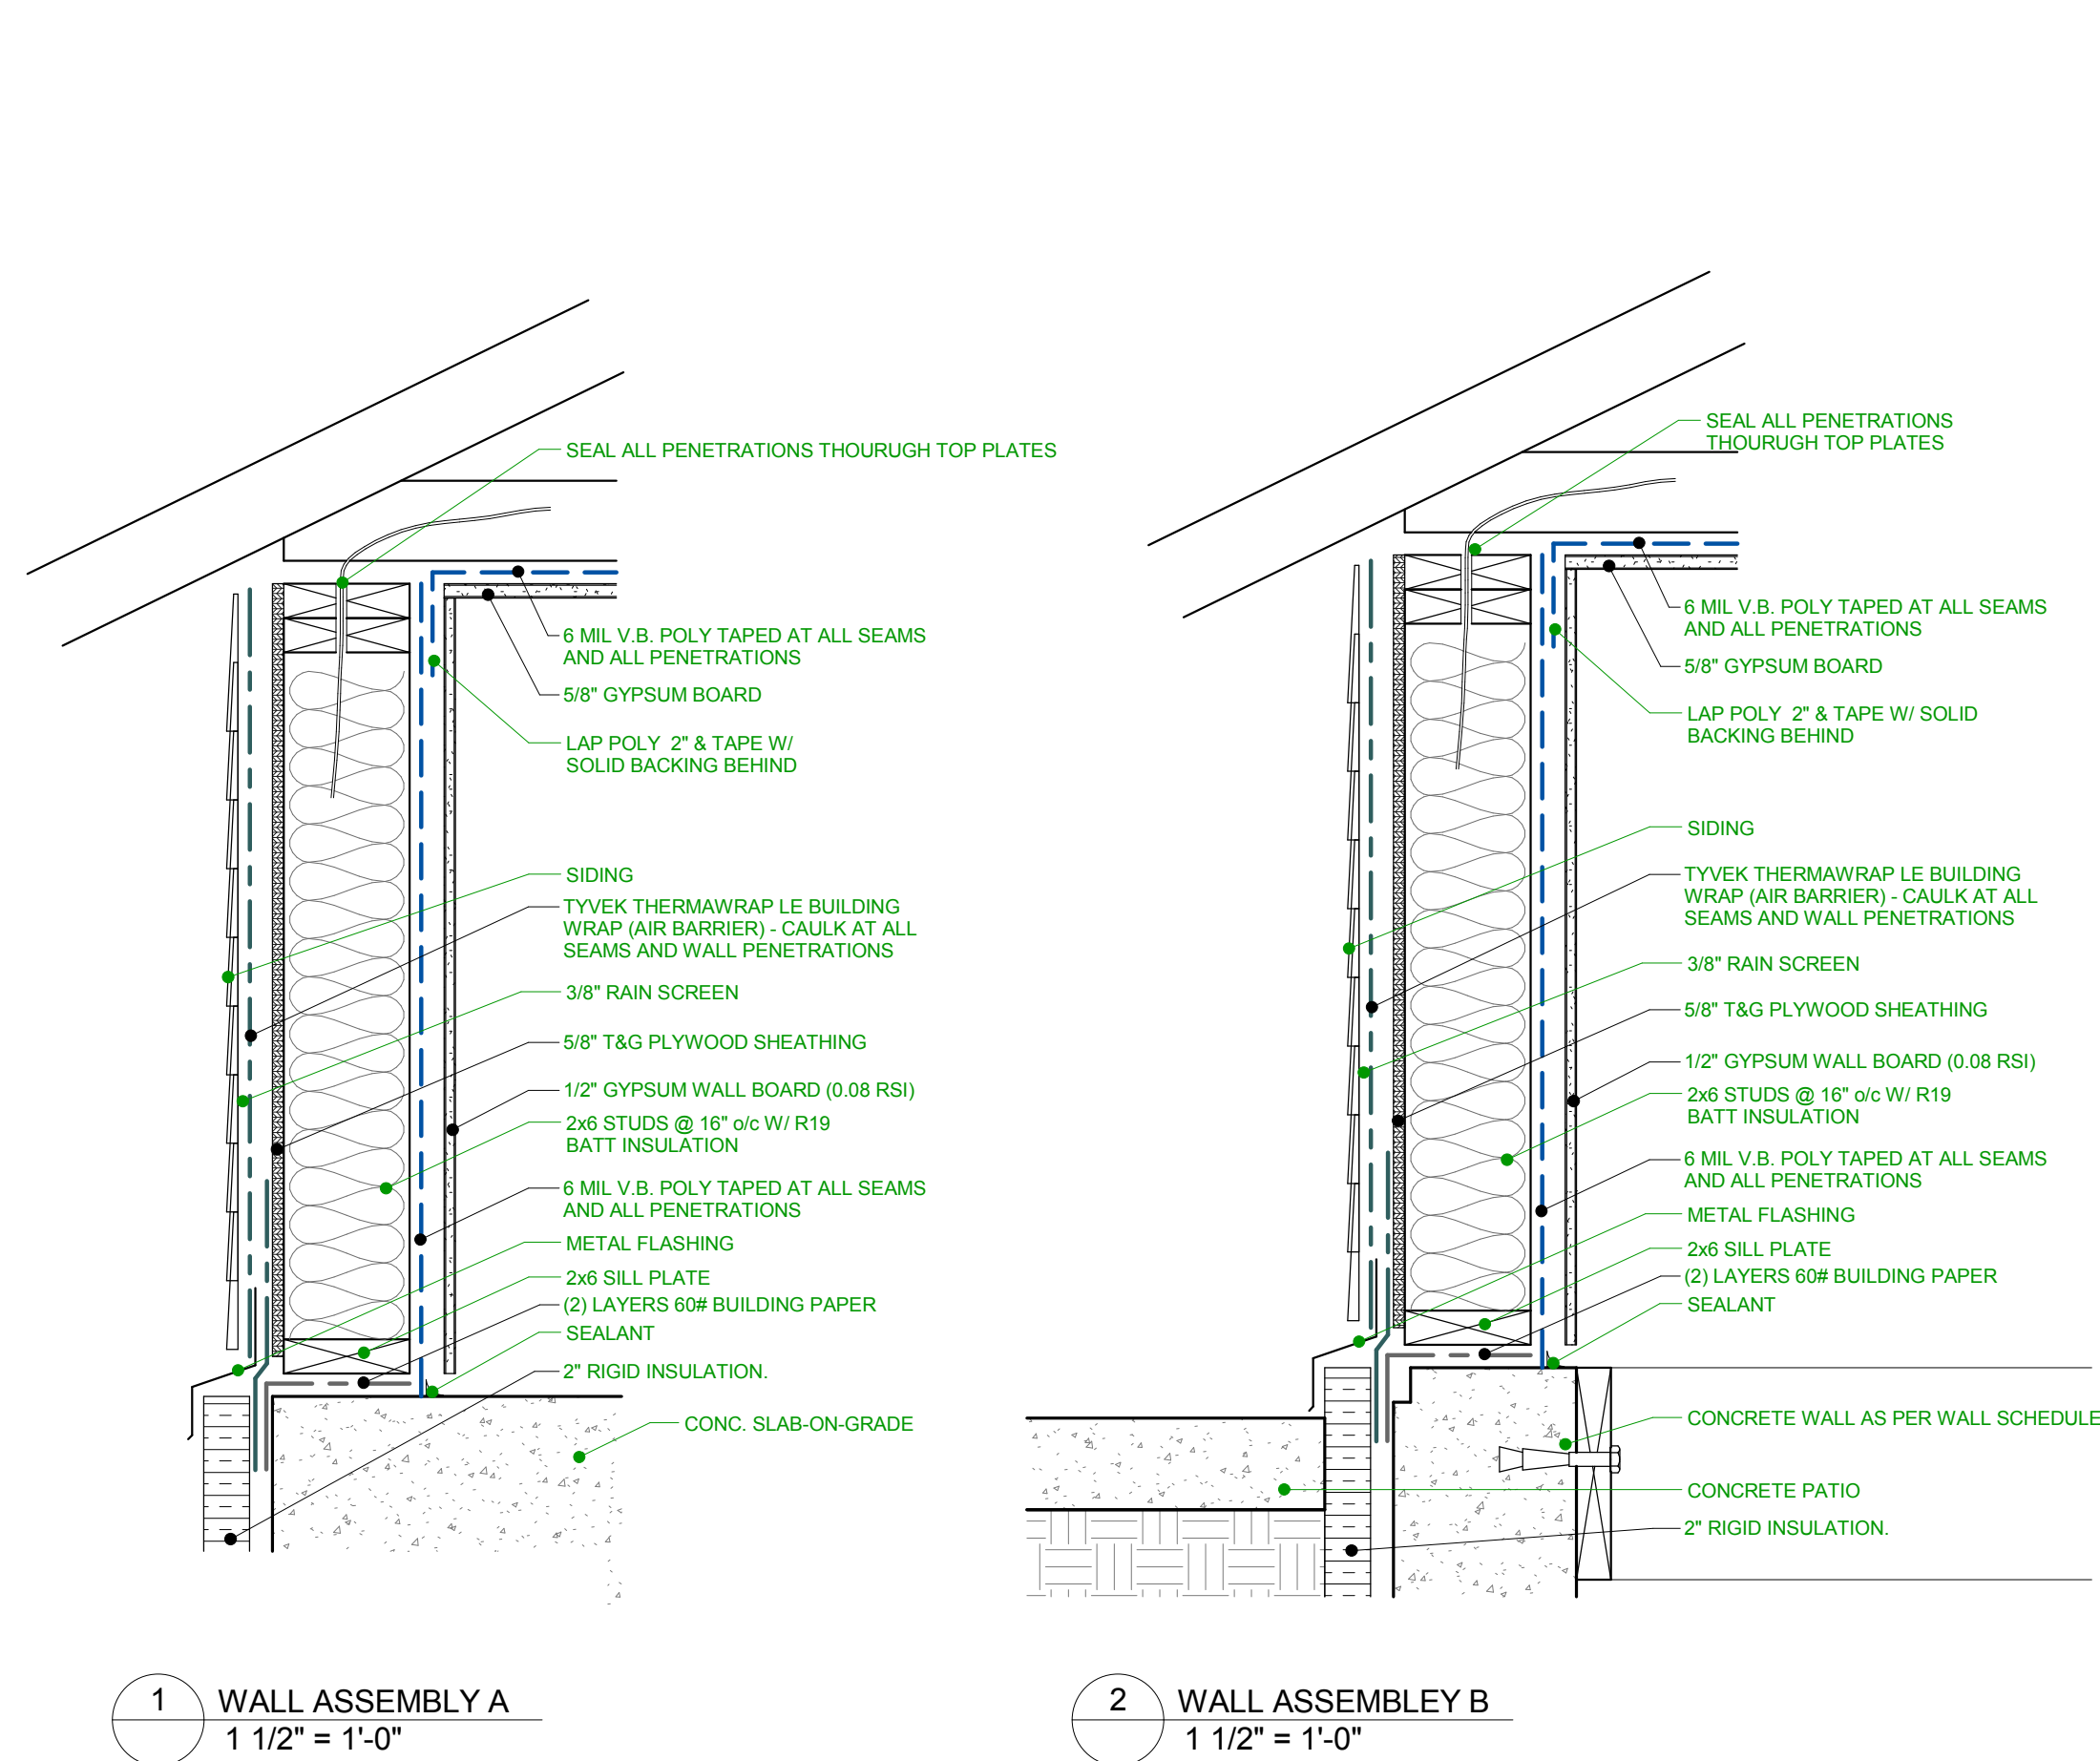 SEAL ALL PENETRATIONS THOURUGH TOP PLATES
6 MIL V.B. POLY TAPED AT ALL SEAMS
AND ALL PENETRATIONS
5/8" GYPSUM BOARD
LAP POLY 2" & TAPE W/
SOLID BACKING BEHIND
SIDING
TYVEK THERMAWRAP LE BUILDING
WRAP (AIR BARRIER) - CAULK AT ALL
SEAMS AND WALL PENETRATIONS
3/8" RAIN SCREEN
5/8" T&G PLYWOOD SHEATHING
1/2" GYPSUM WALL BOARD (0.08 RSI)
2x6 STUDS @ 16" o/c W/ R19
BATT INSULATION
6 MIL V.B. POLY TAPED AT ALL SEAMS
AND ALL PENETRATIONS
METAL FLASHING
2x6 SILL PLATE
(2) LAYERS 60# BUILDING PAPER
SEALANT
2" RIGID INSULATION.
CONC. SLAB-ON-GRADE
1
WALL ASSEMBLY A
1 1/2" = 1'-0"
SEAL ALL PENETRATIONS
THOURUGH TOP PLATES
6 MIL V.B. POLY TAPED AT ALL SEAMS
AND ALL PENETRATIONS
5/8" GYPSUM BOARD
LAP POLY 2" & TAPE W/ SOLID
BACKING BEHIND
SIDING
TYVEK THERMAWRAP LE BUILDING
WRAP (AIR BARRIER) - CAULK AT ALL
SEAMS AND WALL PENETRATIONS
3/8" RAIN SCREEN
5/8" T&G PLYWOOD SHEATHING
1/2" GYPSUM WALL BOARD (0.08 RSI)
2x6 STUDS @ 16" o/c W/ R19
BATT INSULATION
6 MIL V.B. POLY TAPED AT ALL SEAMS
AND ALL PENETRATIONS
METAL FLASHING
2x6 SILL PLATE
(2) LAYERS 60# BUILDING PAPER
SEALANT
CONCRETE WALL AS PER WALL SCHEDULE
CONCRETE PATIO
2" RIGID INSULATION.
2
WALL ASSEMBLEY B
1 1/2" = 1'-0"